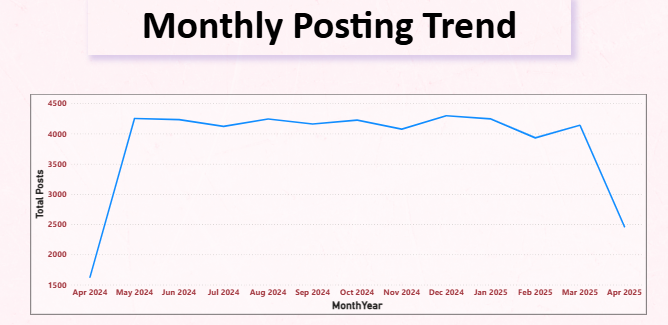 Monthly Posting Trend
4500
4000
3500
3000
2500
2000
1500
Total Posts
Apr 2024 May 2024 Jun 2024 Jul 2024 Aug 2024 Sep 2024 Oct 2024 Nov 2024 Dec 2024 Jan 2025 Feb 2025 Mar 2025 Apr 2025
MonthYear